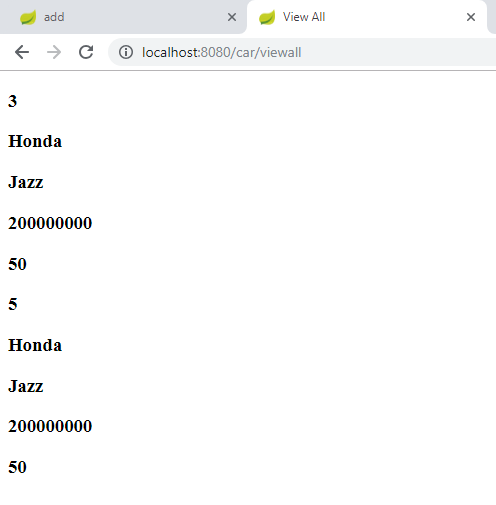 add
View All
localhost:8080/car/viewall
3
Honda
Jazz
200000000
50
5
Honda
Jazz
200000000
50